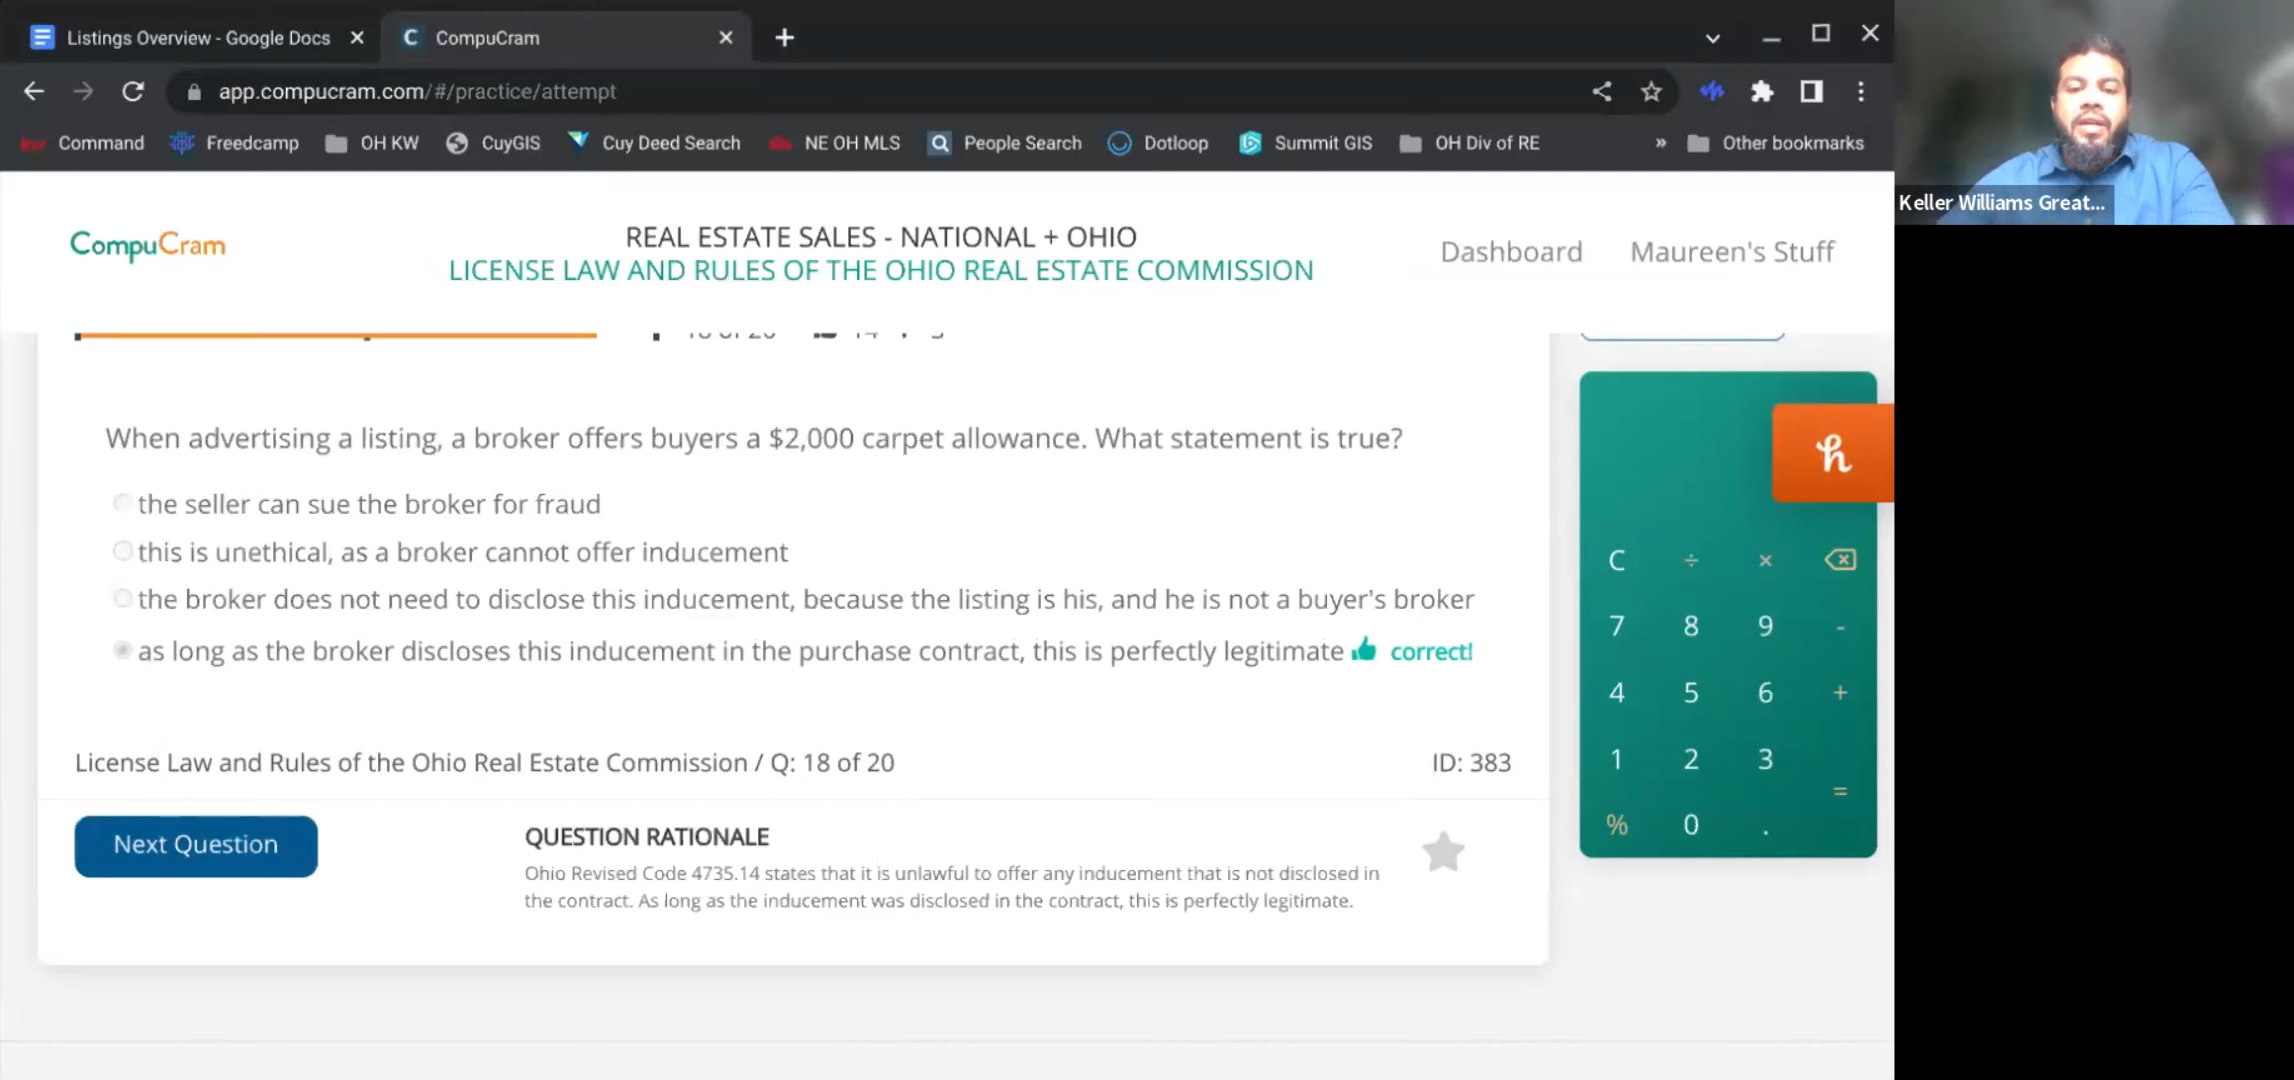 Listings Overview - Google Docs
C CompuCram
app.compucram.com/#/practice/attempt
kw Command
Freedcamp
OH KW
CuyGIS
Cuy Deed Search
NE OH MLS
People Search
Dotloop
Summit GIS
OH Div of RE
»
Other bookmarks
Keller Williams Great...
CompuCram
REAL ESTATE SALES - NATIONAL + OHIO
LICENSE LAW AND RULES OF THE OHIO REAL ESTATE COMMISSION
Dashboard
Maureen's Stuff
When advertising a listing, a broker offers buyers a $2,000 carpet allowance. What statement is true?
the seller can sue the broker for fraud
this is unethical, as a broker cannot offer inducement
the broker does not need to disclose this inducement, because the listing is his, and he is not a buyer's broker
as long as the broker discloses this inducement in the purchase contract, this is perfectly legitimate correct!
License Law and Rules of the Ohio Real Estate Commission / Q: 18 of 20
ID: 383
Next Question
QUESTION RATIONALE
Ohio Revised Code 4735.14 states that it is unlawful to offer any inducement that is not disclosed in
the contract. As long as the inducement was disclosed in the contract, this is perfectly legitimate.
h
C ÷ ×
7 8 9 -
4 5 6 +
1 2 3
=
% 0 .